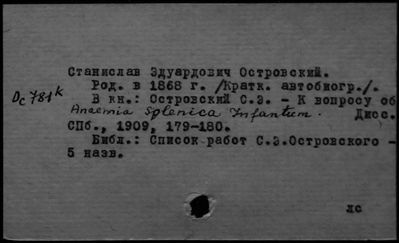 Станислав Эдуардович Островский.
Dc 781k
Род. в 1868 г. /Кратк. автобиогр./.
В кн.: Островский С.Э. - К вопросу об
Anaemia Splenica Infantum. Дисс.
СПб., 1909, 179-180.
Библ.: Список работ С.Э.Островского -
5 назв.
лс